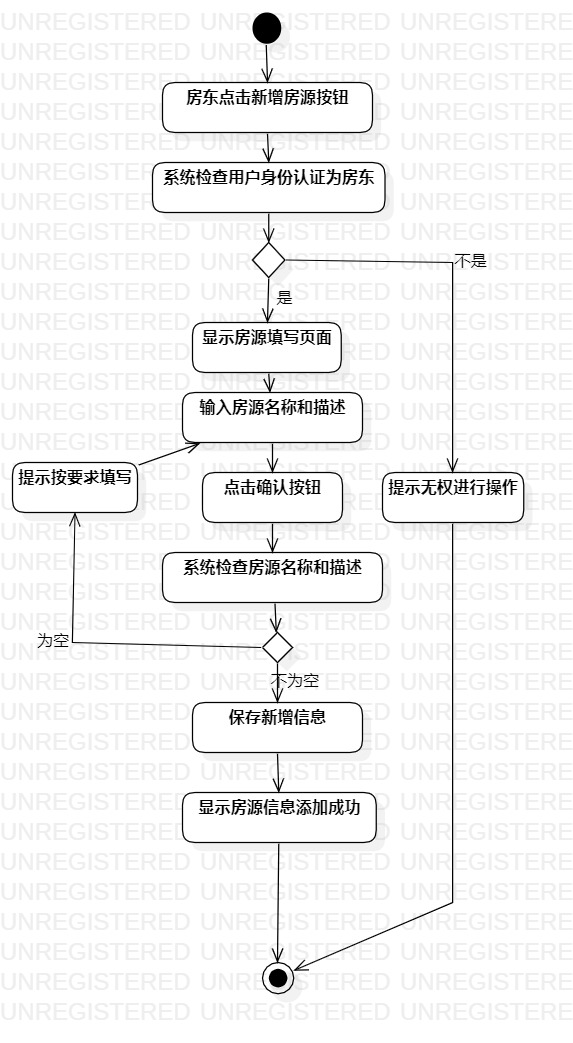 房东点击新增房源按钮
系统检查用户身份认证为房东
不是
是
显示房源填写页面
输入房源名称和描述
提示按要求填写
点击确认按钮
提示无权进行操作
系统检查房源名称和描述
为空
不为空
保存新增信息
显示房源信息添加成功
UNREGISTERED UNREGISTERED UNREGISTERE